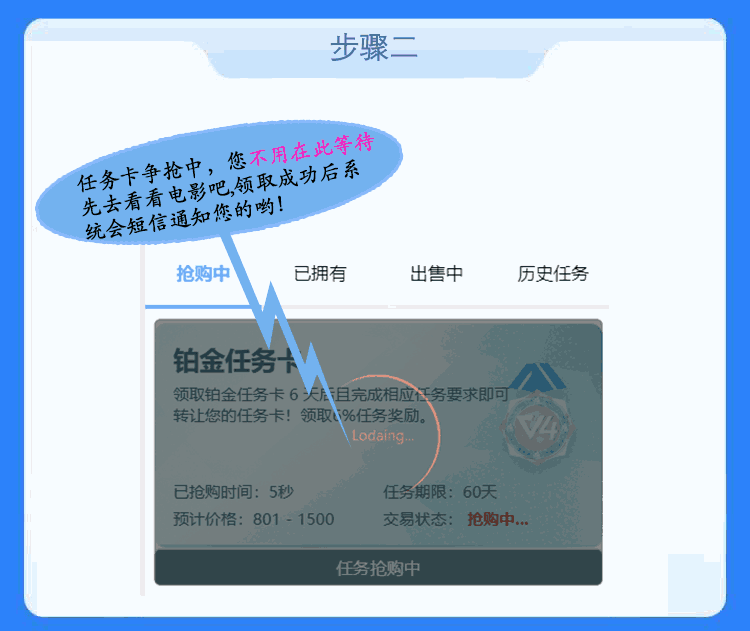 步骤二
任务卡争抢中，您不用在此等待
先去看看电影吧,领取成功后系
统会短信通知您的哟!
抢购中 已拥有 出售中 历史任务
铂金任务卡
领取铂金任务卡 6 天后且完成相应任务要求即可
转让您的任务卡！领取6%任务奖励。
V4
Lodaing...
已抢购时间：5秒 任务期限：60天
预计价格：801 - 1500 交易状态： 抢购中...
任务抢购中